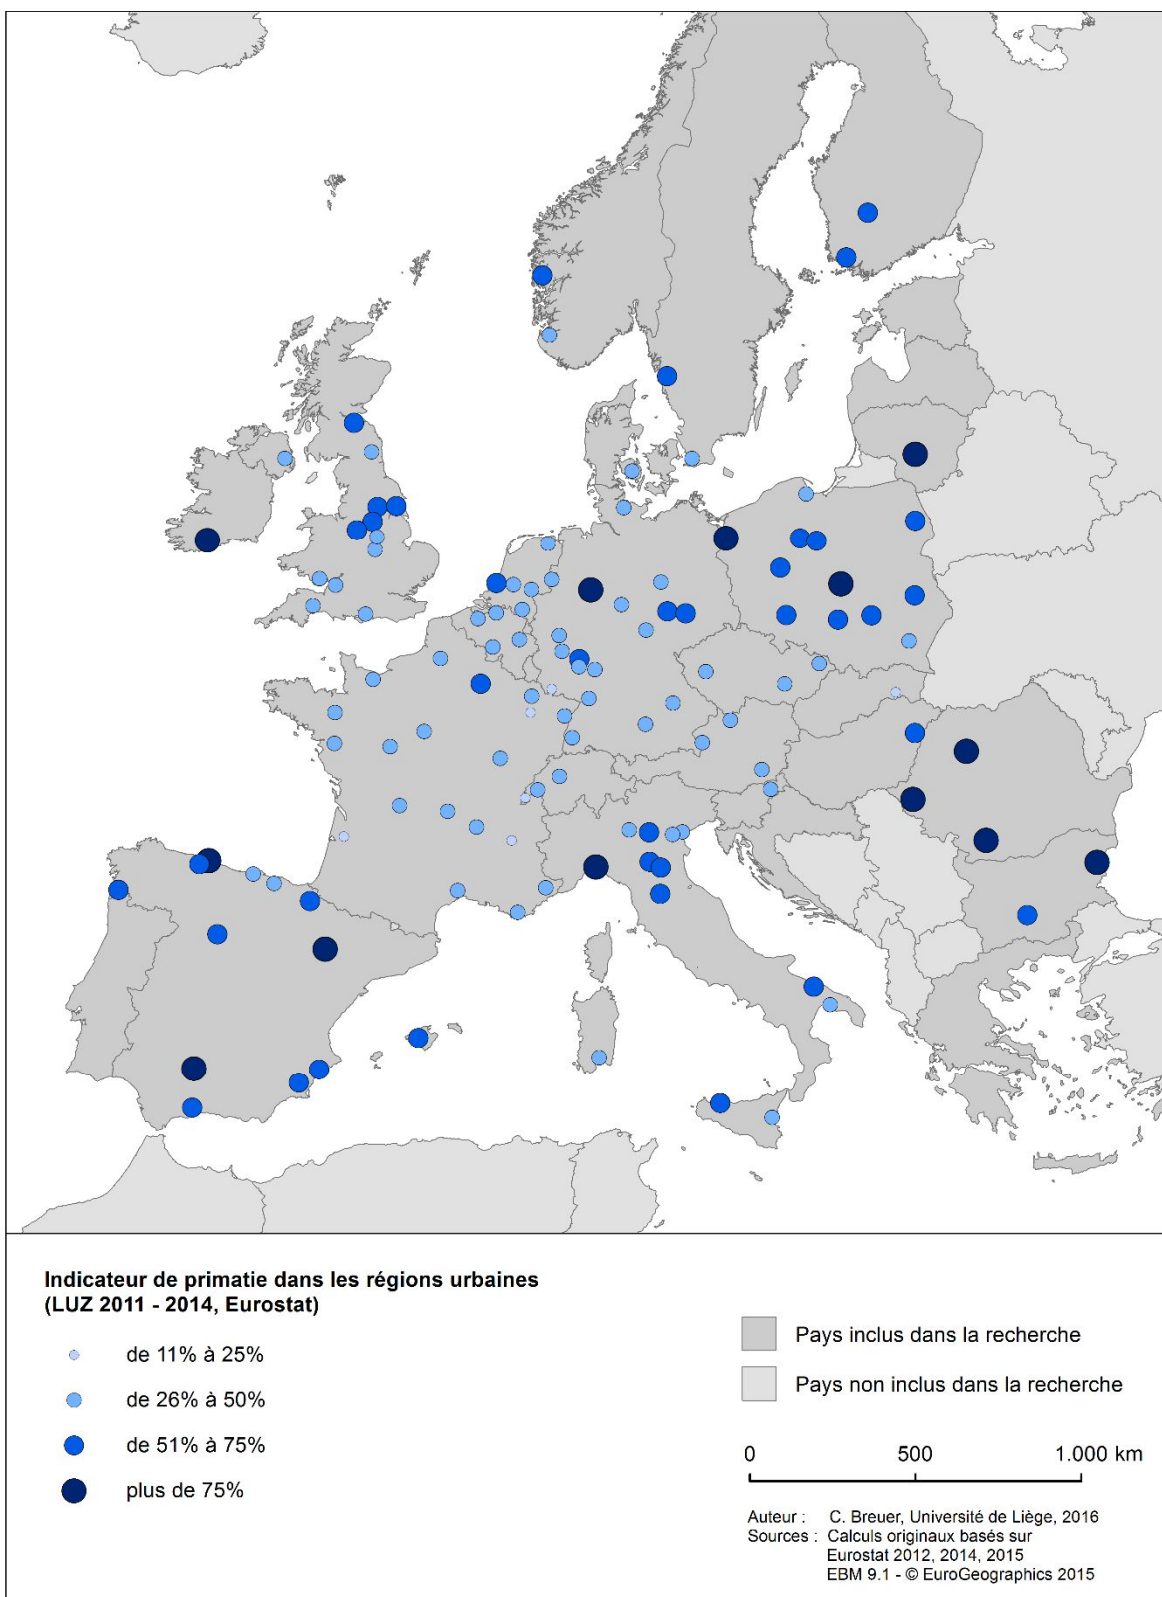 Indicateur de primatie dans les régions urbaines
(LUZ 2011 - 2014, Eurostat)
de 11% à 25%
de 26% à 50%
de 51% à 75%
plus de 75%
Pays inclus dans la recherche
Pays non inclus dans la recherche
0 500 1.000 km
Auteur : C. Breuer, Université de Liège, 2016
Sources : Calculs originaux basés sur
Eurostat 2012, 2014, 2015
EBM 9.1 - © EuroGeographics 2015